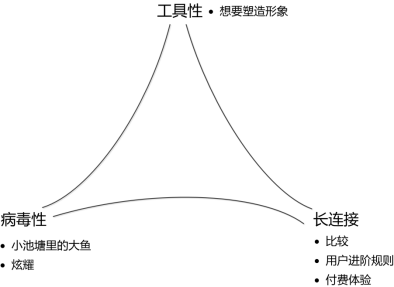 工具性 • 想要塑造形象
病毒性
• 小池塘里的大鱼
• 炫耀
长连接
• 比较
• 用户进阶规则
• 付费体验